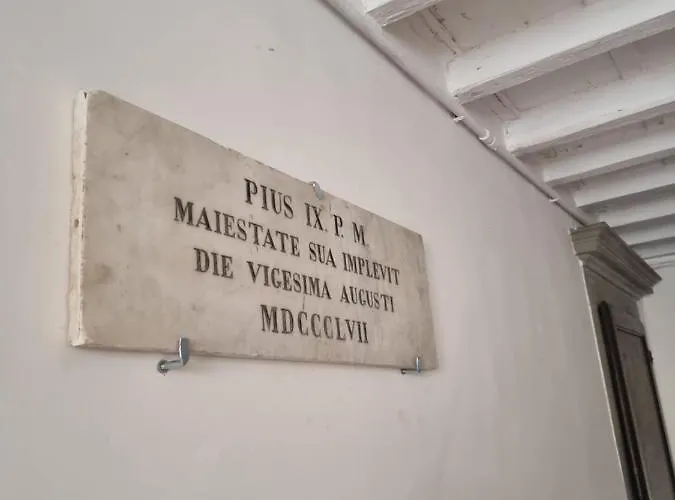 PIUS IX. P. M
MAIESTATE SUA IMPLEVIT
DIE VIGESIMA AUGUSTI
MDCCCLVII